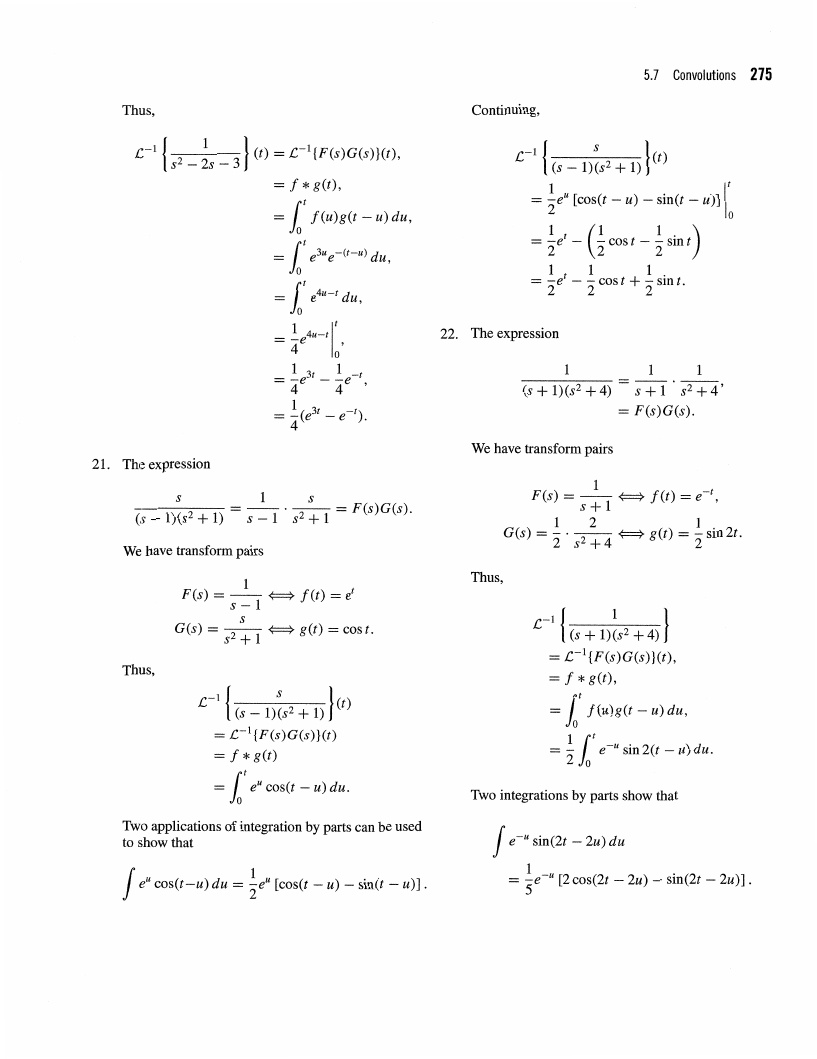 5.7 Convolutions 275
Thus,
$\mathcal{L}^{-1}\left\{\frac{1}{s^2 - 2s - 3}\right\}(t) = \mathcal{L}^{-1}\{F(s)G(s)\}(t),$
$= f * g(t),$
$= \int_0^t f(u)g(t - u)\,du,$
$= \int_0^t e^{3u}e^{-(t-u)}\,du,$
$= \int_0^t e^{4u-t}\,du,$
$= \frac{1}{4}e^{4u-t}\Big|_0^t,$
$= \frac{1}{4}e^{3t} - \frac{1}{4}e^{-t},$
$= \frac{1}{4}(e^{3t} - e^{-t}).$
21. The expression
$\frac{s}{(s - 1)(s^2 + 1)} = \frac{1}{s - 1} \cdot \frac{s}{s^2 + 1} = F(s)G(s).$
We have transform pairs
$F(s) = \frac{1}{s - 1} \Longleftrightarrow f(t) = e^t$
$G(s) = \frac{s}{s^2 + 1} \Longleftrightarrow g(t) = \cos t.$
Thus,
$\mathcal{L}^{-1}\left\{\frac{s}{(s - 1)(s^2 + 1)}\right\}(t)$
$= \mathcal{L}^{-1}\{F(s)G(s)\}(t)$
$= f * g(t)$
$= \int_0^t e^u \cos(t - u)\,du.$
Two applications of integration by parts can be used
to show that
$\int e^u \cos(t-u)\,du = \frac{1}{2}e^u [\cos(t - u) - \sin(t - u)].$
Continuing,
$\mathcal{L}^{-1}\left\{\frac{s}{(s - 1)(s^2 + 1)}\right\}(t)$
$= \frac{1}{2}e^u [\cos(t - u) - \sin(t - u)]\Big|_0^t$
$= \frac{1}{2}e^t - \left(\frac{1}{2}\cos t - \frac{1}{2}\sin t\right)$
$= \frac{1}{2}e^t - \frac{1}{2}\cos t + \frac{1}{2}\sin t.$
22. The expression
$\frac{1}{(s + 1)(s^2 + 4)} = \frac{1}{s + 1} \cdot \frac{1}{s^2 + 4},$
$= F(s)G(s).$
We have transform pairs
$F(s) = \frac{1}{s + 1} \Longleftrightarrow f(t) = e^{-t},$
$G(s) = \frac{1}{2} \cdot \frac{2}{s^2 + 4} \Longleftrightarrow g(t) = \frac{1}{2}\sin 2t.$
Thus,
$\mathcal{L}^{-1}\left\{\frac{1}{(s + 1)(s^2 + 4)}\right\}$
$= \mathcal{L}^{-1}\{F(s)G(s)\}(t),$
$= f * g(t),$
$= \int_0^t f(u)g(t - u)\,du,$
$= \frac{1}{2}\int_0^t e^{-u} \sin 2(t - u)\,du.$
Two integrations by parts show that
$\int e^{-u} \sin(2t - 2u)\,du$
$= \frac{1}{5}e^{-u} [2\cos(2t - 2u) - \sin(2t - 2u)].$